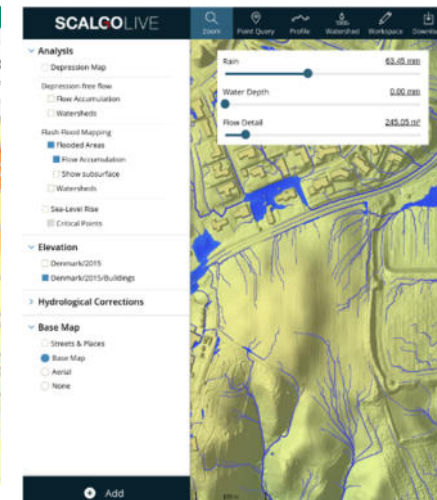 SCALGOLIVE
Zoom
Point Query
Profile
Watershed
Workspace
Downlo
Analysis
Depression Map
Depression-free flow
Flow Accumulation
Watersheds
Flash Flood Mapping
Flooded Areas
Flow Accumulation
Show subsurface
Watersheds
Sea-Level Rise
Critical Points
Elevation
Denmark/2015
Denmark/2015/Buildings
Hydrological Corrections
Base Map
Streets & Places
Base Map
Aerial
None
Add
Rain 63.45 mm
Water Depth 0.00 mm
Flow Detail 245.05 m²